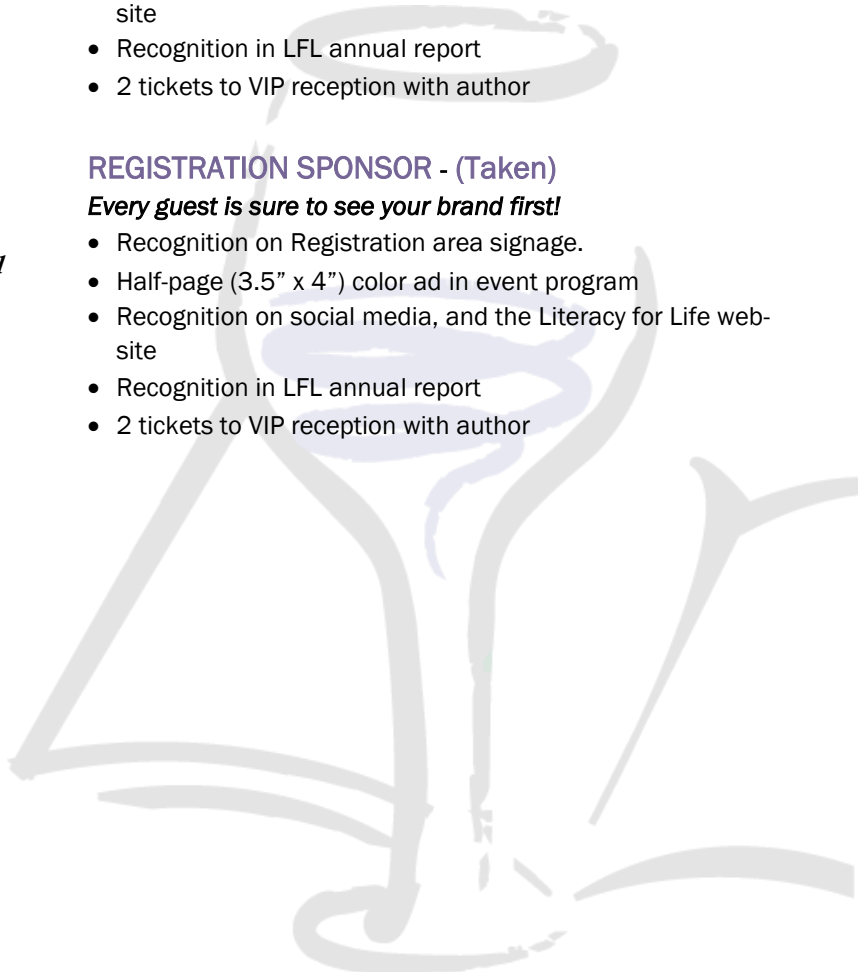 site
• Recognition in LFL annual report
• 2 tickets to VIP reception with author
REGISTRATION SPONSOR - (Taken)
Every guest is sure to see your brand first!
• Recognition on Registration area signage.
• Half-page (3.5” x 4”) color ad in event program
• Recognition on social media, and the Literacy for Life web-
site
• Recognition in LFL annual report
• 2 tickets to VIP reception with author